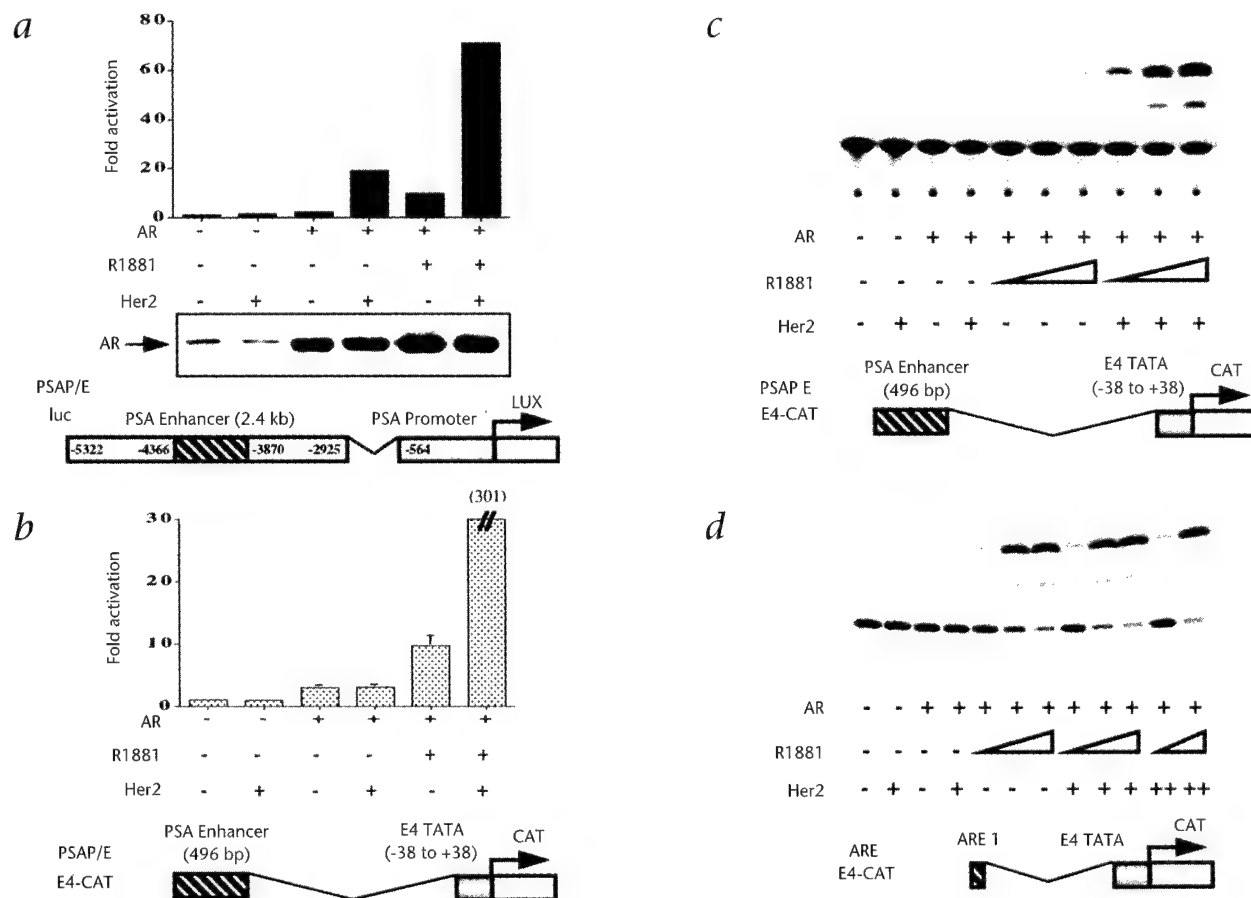 a
80
60
40
20
0
Fold activation
AR - - + + + +
R1881 - - - - + +
Her2 - + - + - +
AR
PSAP/E
luc
PSA Enhancer (2.4 kb)
PSA Promoter
LUX
-5322 -4366 -3870 -2925 -564
b
(301)
30
20
10
0
Fold activation
AR - - + + + +
R1881 - - - - + +
Her2 - + - + - +
PSAP/E
E4-CAT
PSA Enhancer
(496 bp)
E4 TATA
(-38 to +38)
CAT
c
AR - - + + + + + + + +
R1881 - - - -
Her2 - + - + - - - + + +
PSAP E
E4-CAT
PSA Enhancer
(496 bp)
E4 TATA
(-38 to +38)
CAT
d
AR - - + + + + + + + + + +
R1881 - - - -
Her2 - + - + - - - + + + ++ ++
ARE
E4-CAT
ARE 1
E4 TATA
CAT